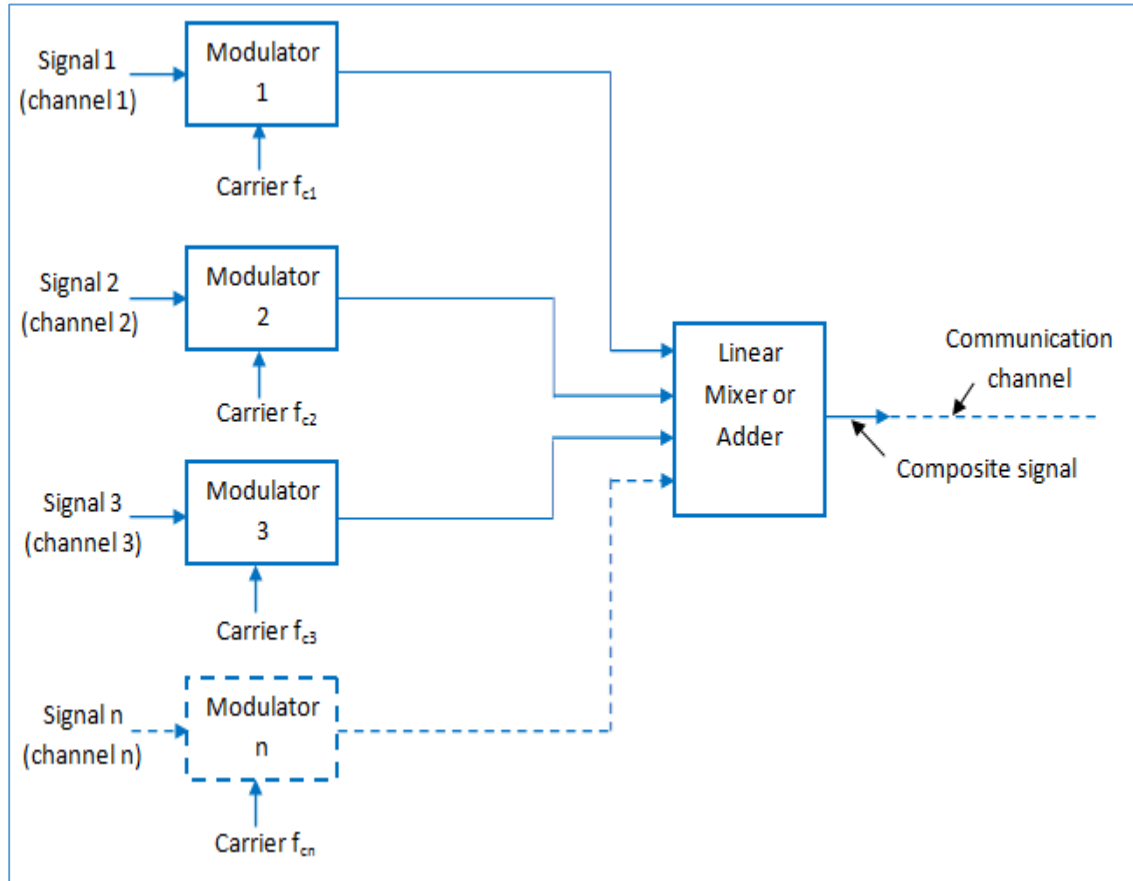 Signal 1
(channel 1)
Modulator
1
Carrier fc1
Signal 2
(channel 2)
Modulator
2
Carrier fc2
Signal 3
(channel 3)
Modulator
3
Carrier fc3
Signal n
(channel n)
Modulator
n
Carrier fcn
Linear
Mixer or
Adder
Communication
channel
Composite signal